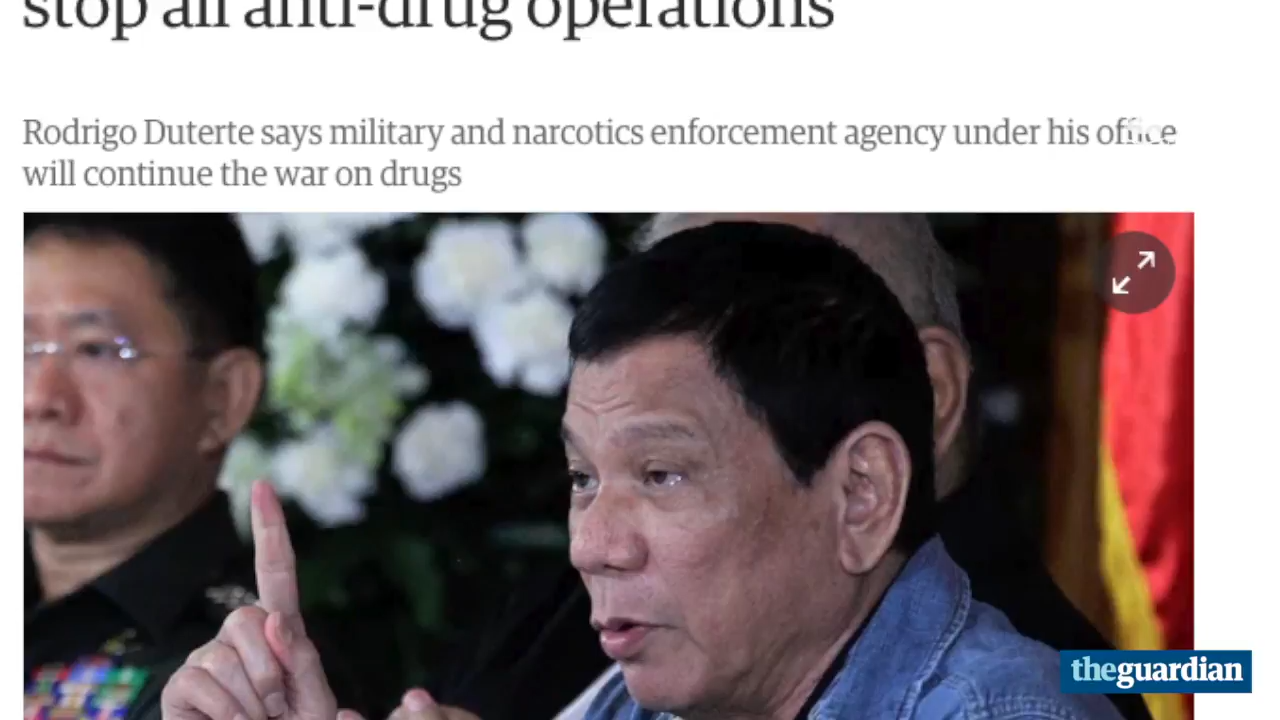 stop all anti-drug operations
Rodrigo Duterte says military and narcotics enforcement agency under his office
will continue the war on drugs
theguardian